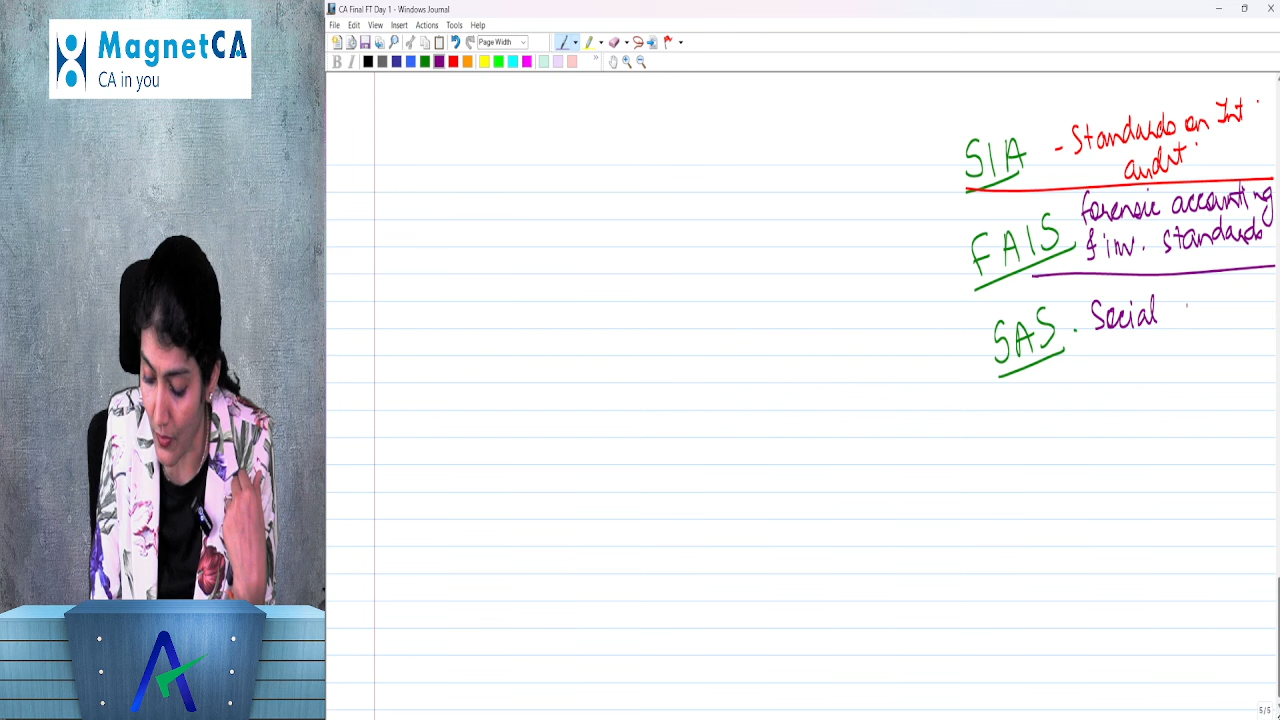 MagnetCA
CA in you
CA Final FT Day 1 - Windows Journal
File Edit View Insert Actions Tools Help
Page Width
B I
SIA - Standards on Int
audit.
FAIS forensic accounting
& inv. standards
SAS. Social
5/5